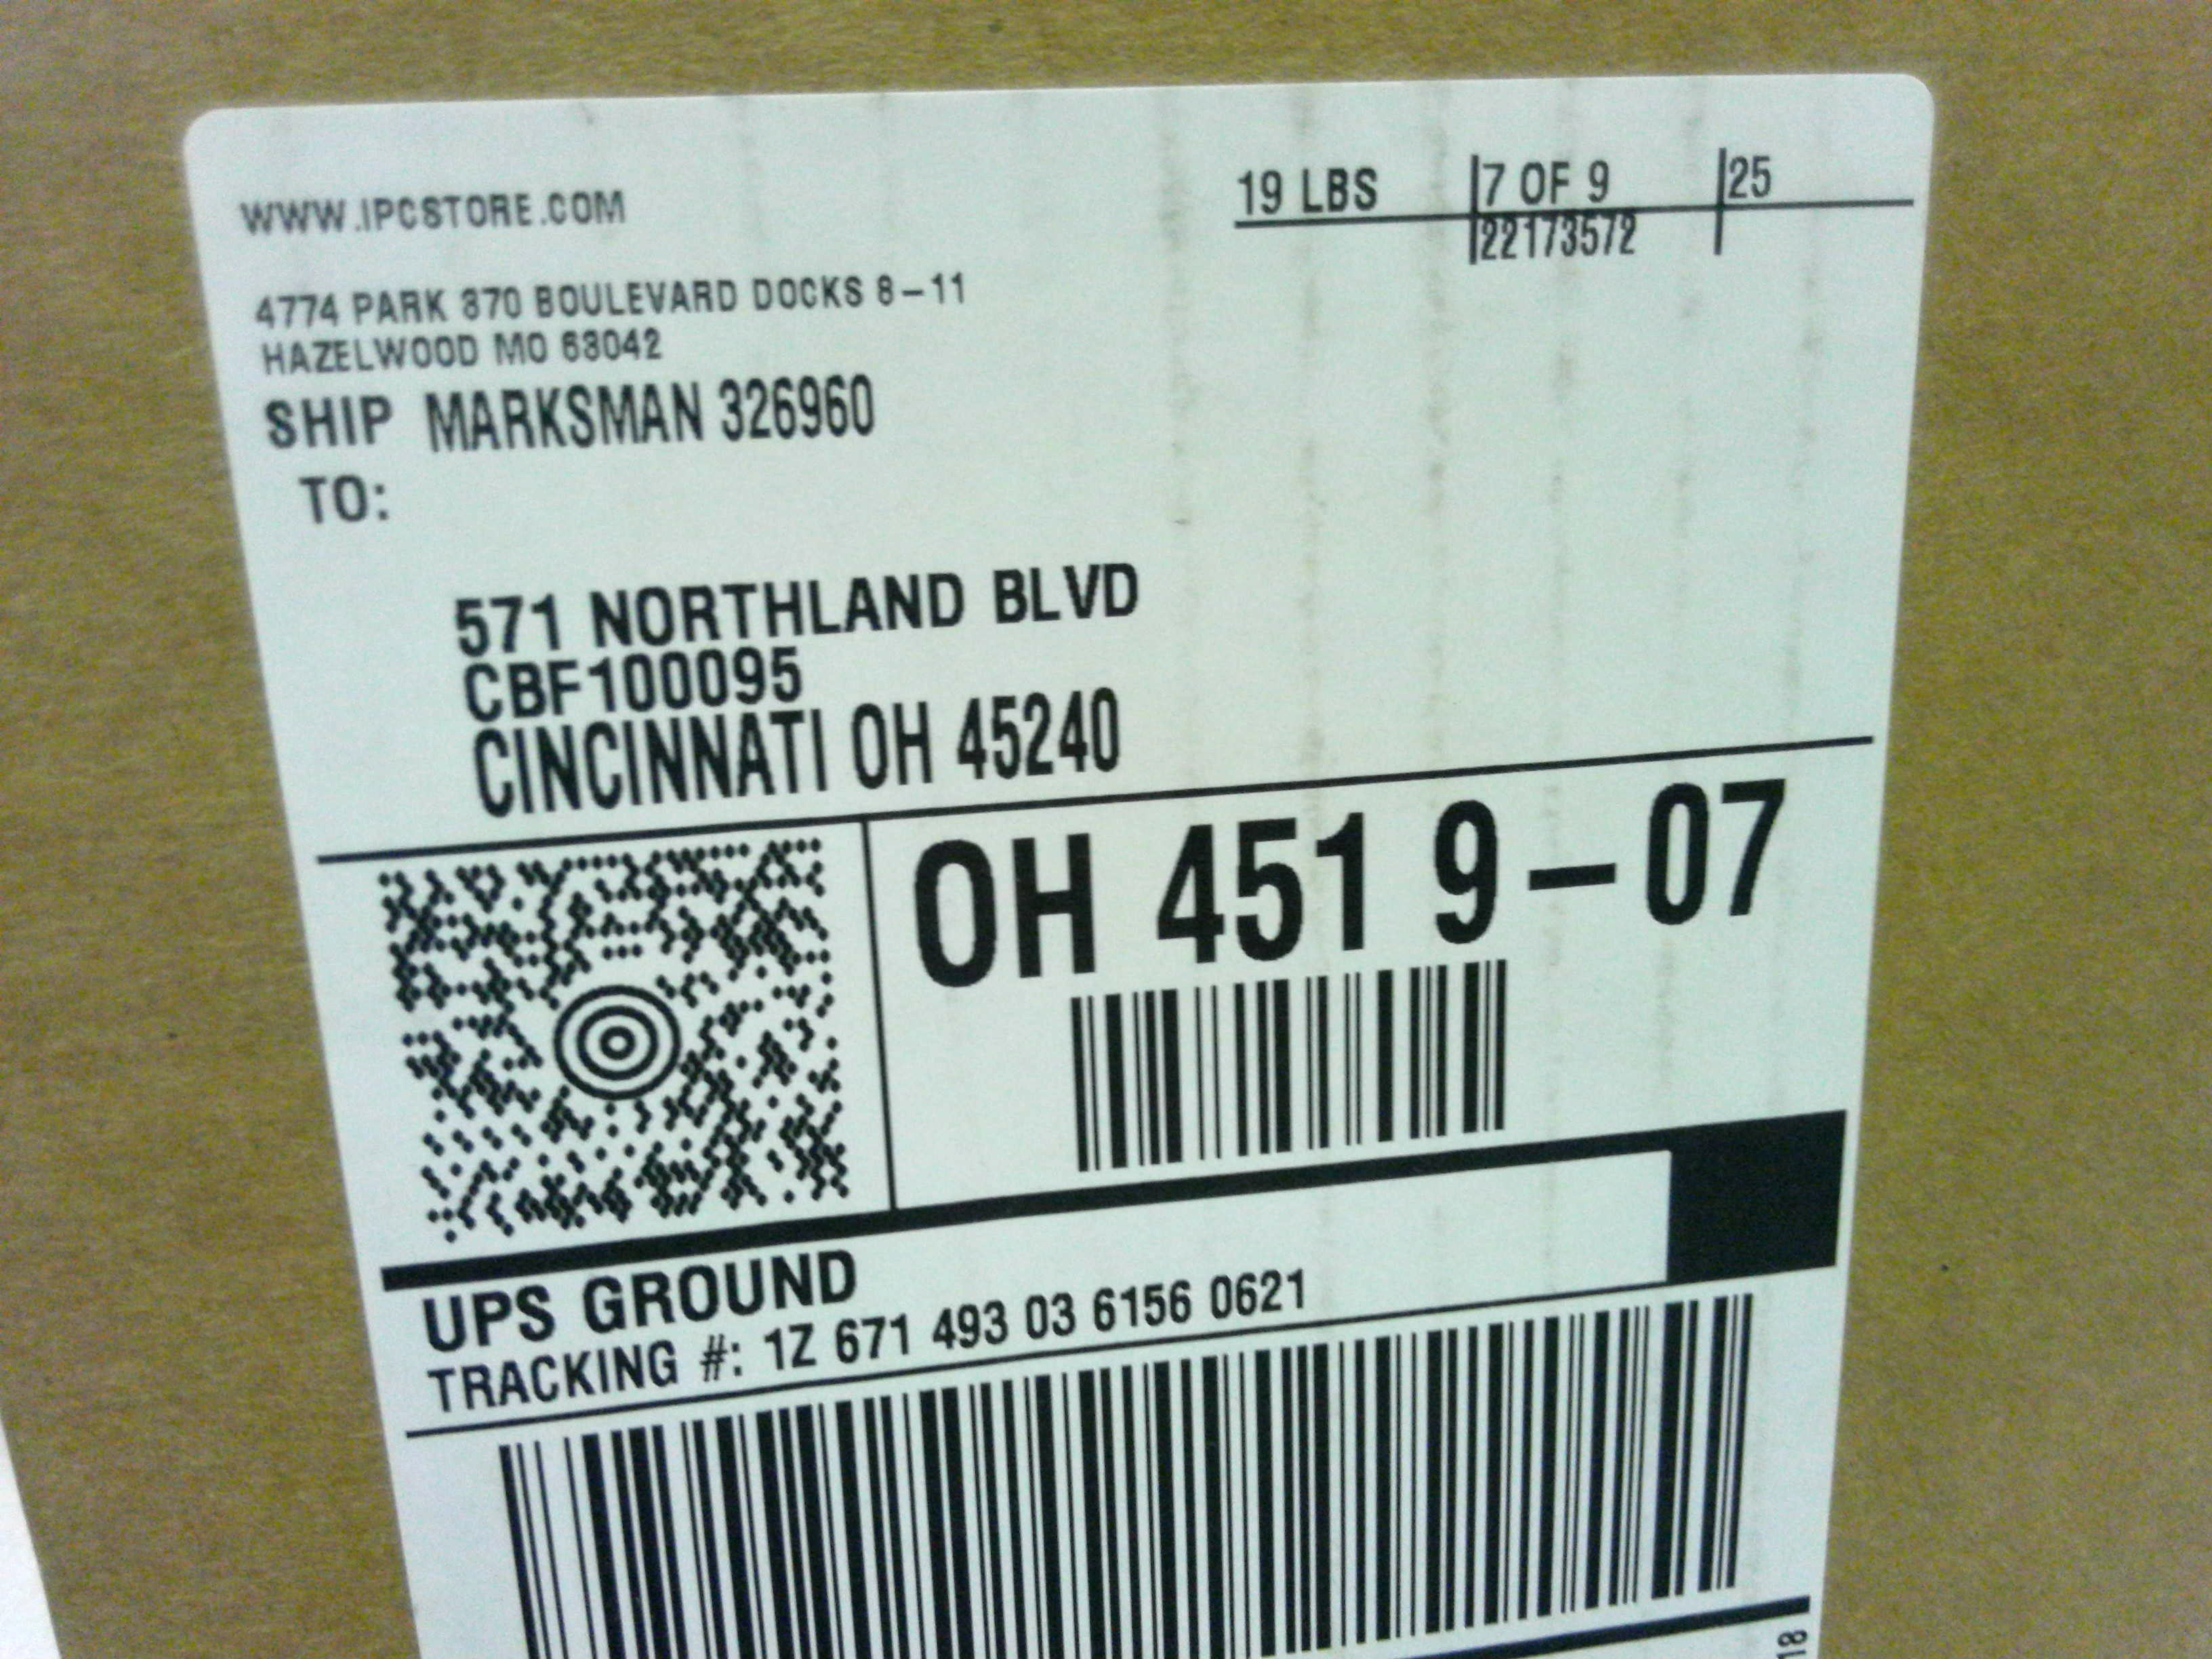 WWW.IPCSTORE.COM
19 LBS 7 OF 9 25
22173572
4774 PARK 370 BOULEVARD DOCKS 8-11
HAZELWOOD MO 63042
SHIP MARKSMAN 326960
TO:
571 NORTHLAND BLVD
CBF100095
CINCINNATI OH 45240
OH 451 9-07
UPS GROUND
TRACKING #: 1Z 671 493 03 6156 0621
18